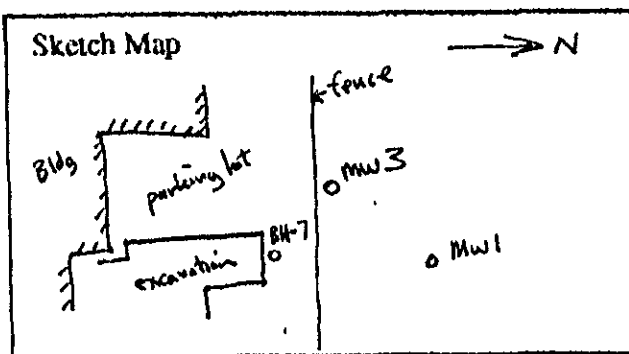 Sketch Map
N
fence
Bldg
parking lot
MW3
BH-7
excavation
MW1